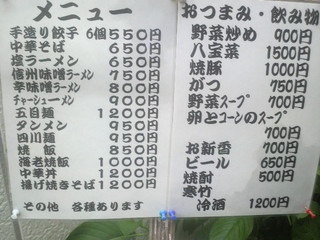 メニュー
手造り餃子 6個 550円
中華そば 650円
塩ラーメン 650円
信州味噌ラーメン 750円
辛味噌ラーメン 800円
チャーシューメン 900円
五目麺 1200円
タンメン 950円
四川麺 950円
焼飯 850円
海老焼飯 1000円
中華丼 1200円
揚げ焼きそば 1200円
その他 各種あります
おつまみ・飲み物
野菜炒め 900円
八宝菜 1500円
焼豚 1000円
がつ 750円
野菜スープ 700円
卵とコーンのスープ
700円
お新香 700円
ビール 650円
焼酎 500円
寒竹
冷酒 1200円